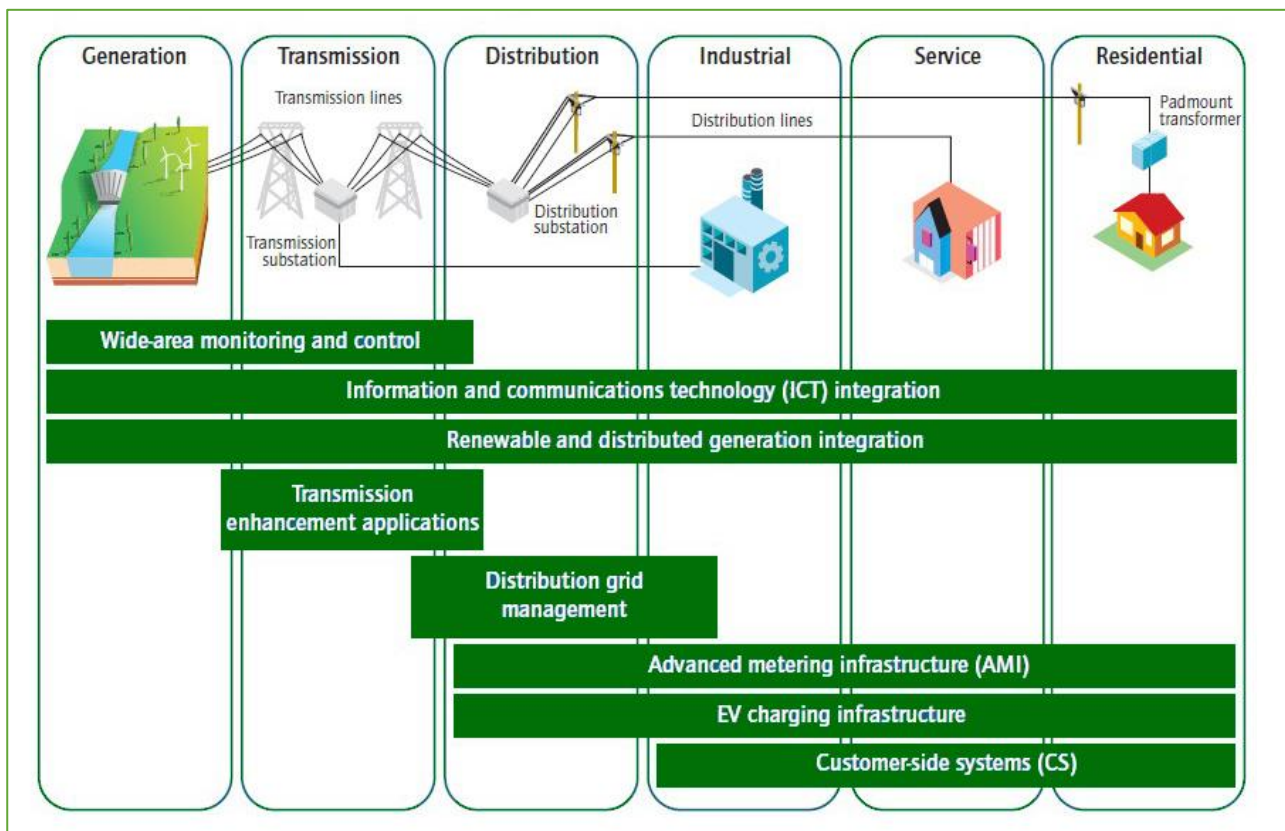 Generation
Transmission
Distribution
Industrial
Service
Residential
Transmission lines
Padmount
transformer
Distribution lines
Distribution
substation
Transmission
substation
Wide-area monitoring and control
Information and communications technology (ICT) integration
Renewable and distributed generation integration
Transmission
enhancement applications
Distribution grid
management
Advanced metering infrastructure (AMI)
EV charging infrastructure
Customer-side systems (CS)